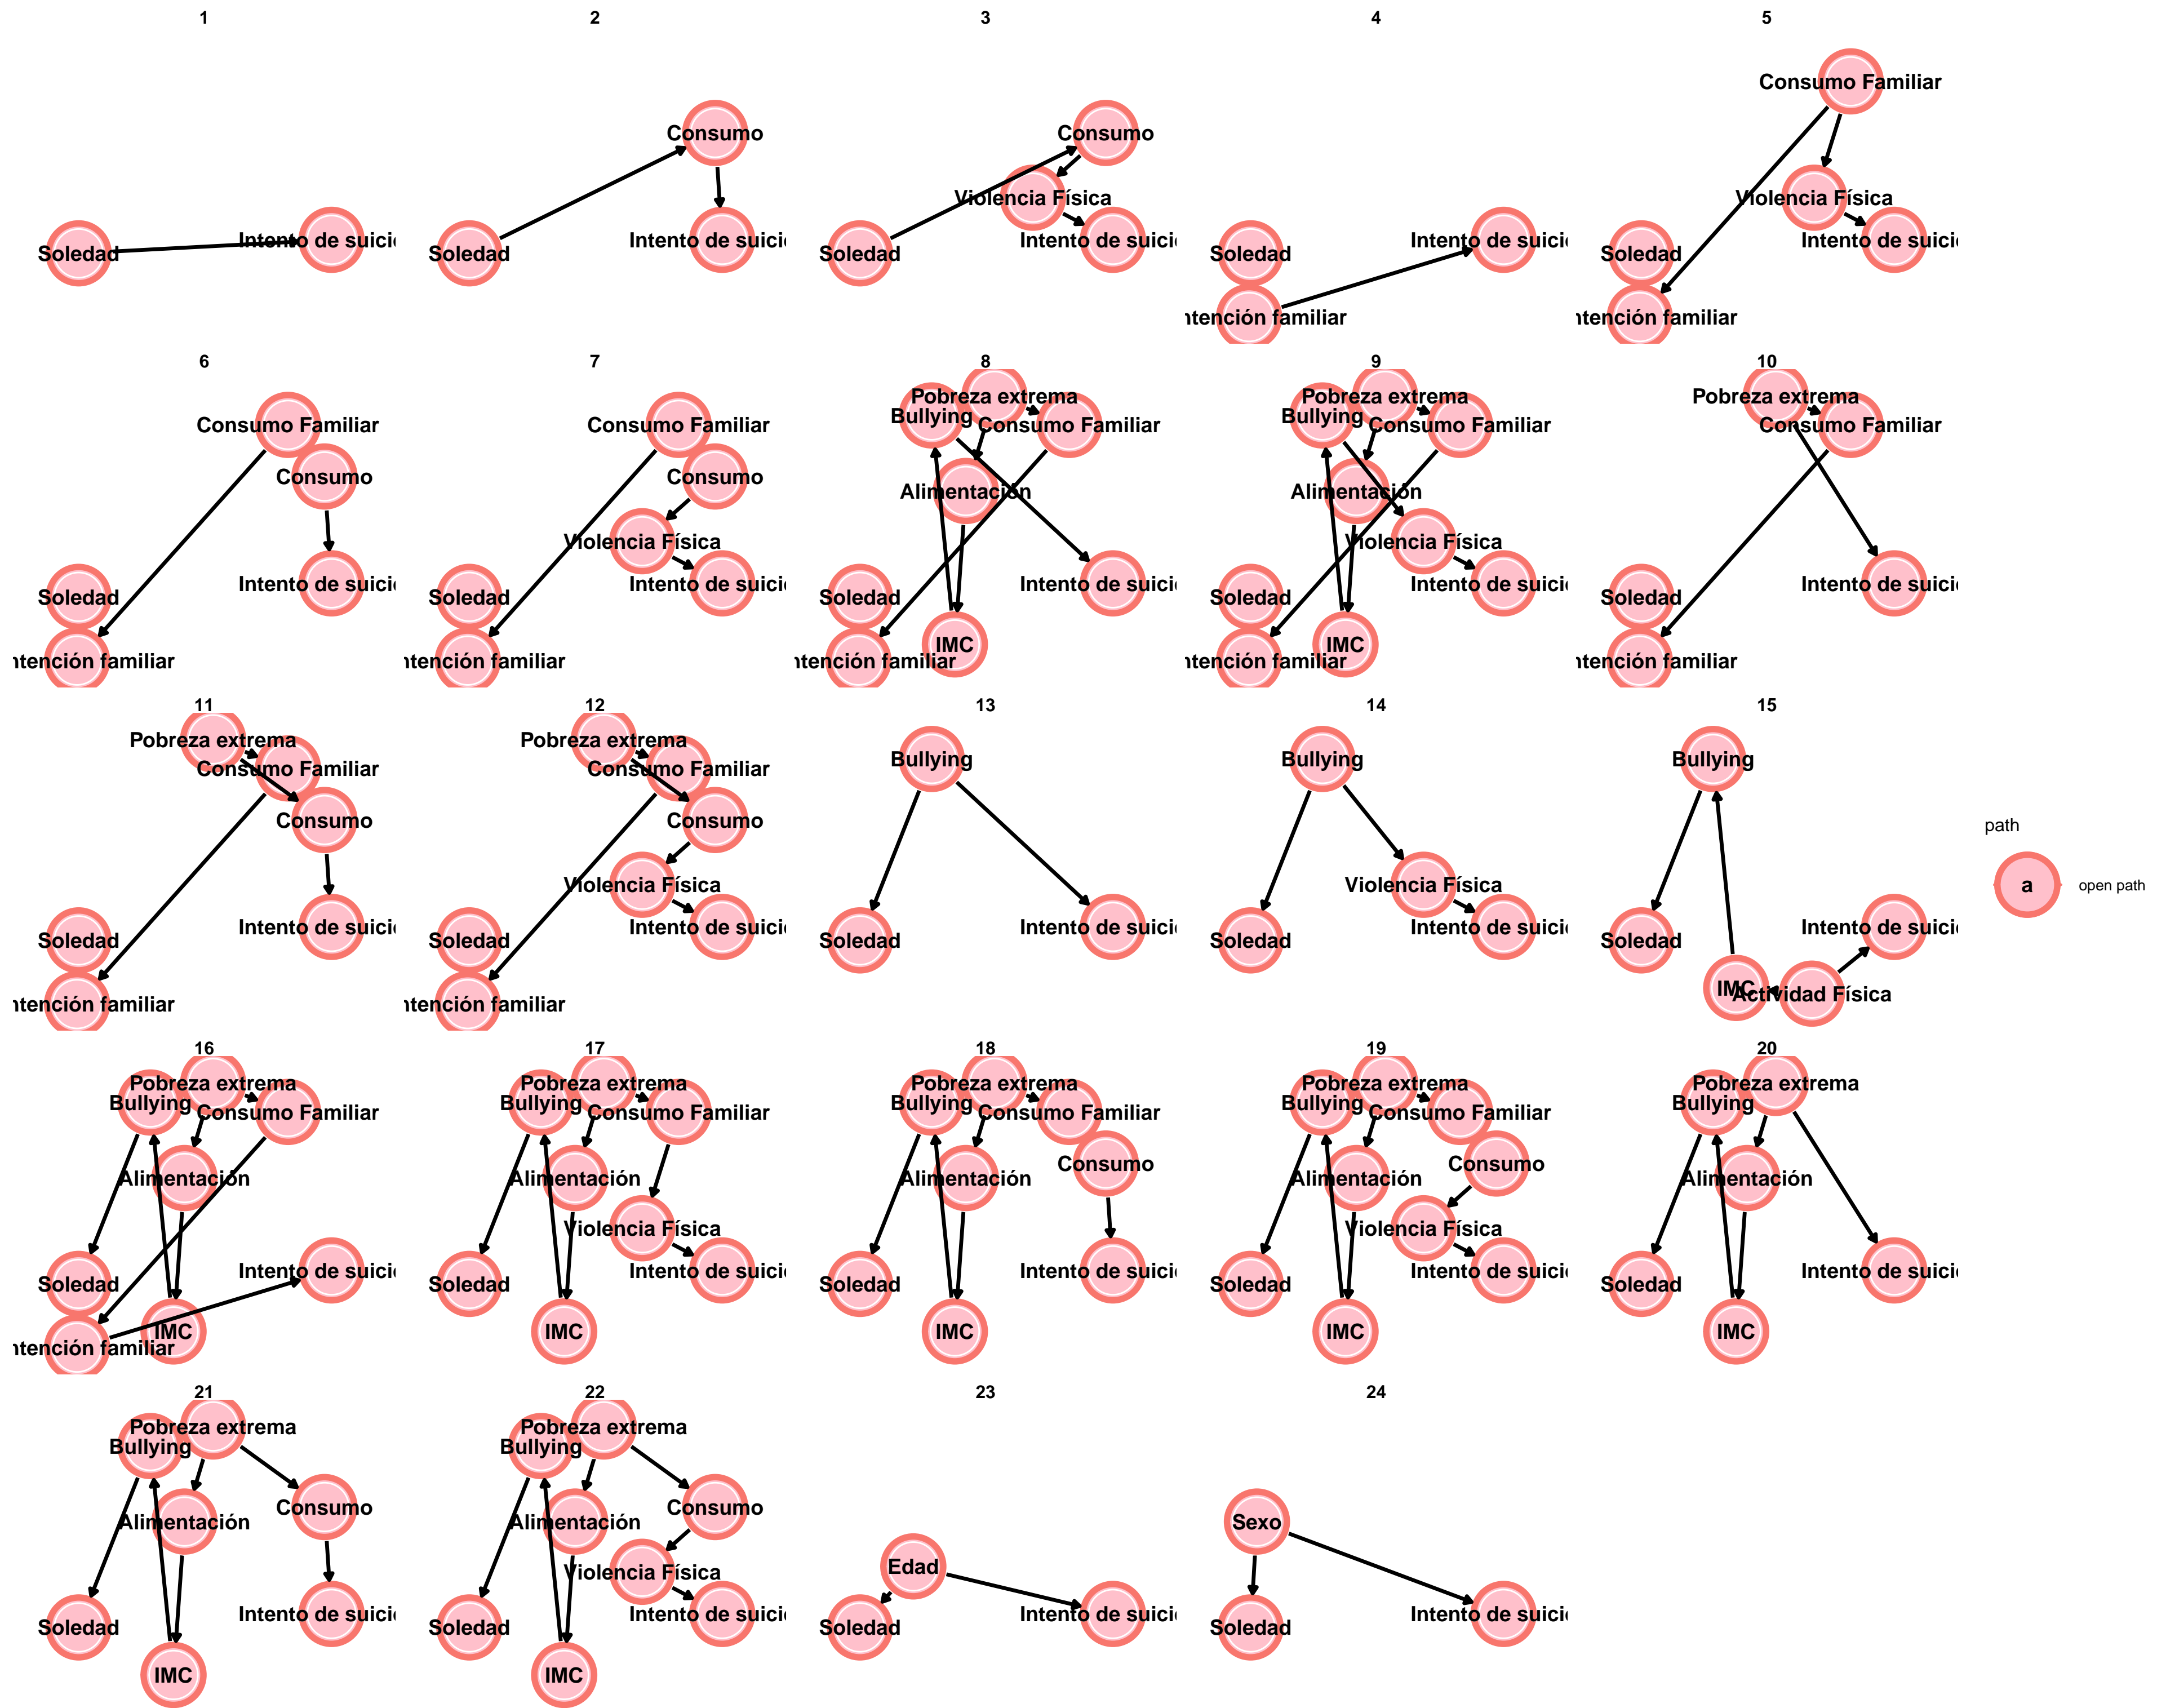 1
2
3
4
5
Soledad
Intento de suici
Consumo
Soledad
Intento de suici
Consumo
Violencia Física
Soledad
Intento de suici
Soledad
Intento de suici
ntención familiar
Consumo Familiar
Violencia Física
Soledad
Intento de suici
ntención familiar
6
7
8
9
10
Consumo Familiar
Consumo
Soledad
Intento de suici
ntención familiar
Consumo Familiar
Consumo
Violencia Física
Soledad
Intento de suici
ntención familiar
Pobreza extrema
Bullying
Consumo Familiar
Alimentación
Soledad
Intento de suici
IMC
ntención familiar
Pobreza extrema
Bullying
Consumo Familiar
Alimentación
Violencia Física
Soledad
Intento de suici
IMC
ntención familiar
Pobreza extrema
Consumo Familiar
Soledad
Intento de suici
ntención familiar
11
12
13
14
15
Pobreza extrema
Consumo Familiar
Consumo
Soledad
Intento de suici
ntención familiar
Pobreza extrema
Consumo Familiar
Consumo
Violencia Física
Soledad
Intento de suici
ntención familiar
Bullying
Soledad
Intento de suici
Bullying
Violencia Física
Soledad
Intento de suici
Bullying
Soledad
Intento de suici
IMC
Actividad Física
path
a
open path
16
17
18
19
20
Pobreza extrema
Bullying
Consumo Familiar
Alimentación
Soledad
Intento de suici
IMC
ntención familiar
Pobreza extrema
Bullying
Consumo Familiar
Alimentación
Violencia Física
Soledad
Intento de suici
IMC
Pobreza extrema
Bullying
Consumo Familiar
Consumo
Alimentación
Soledad
Intento de suici
IMC
Pobreza extrema
Bullying
Consumo Familiar
Consumo
Alimentación
Violencia Física
Soledad
Intento de suici
IMC
Pobreza extrema
Bullying
Alimentación
Soledad
Intento de suici
IMC
21
22
23
24
Pobreza extrema
Bullying
Consumo
Alimentación
Soledad
Intento de suici
IMC
Pobreza extrema
Bullying
Consumo
Alimentación
Violencia Física
Soledad
Intento de suici
IMC
Edad
Soledad
Intento de suici
Sexo
Soledad
Intento de suici